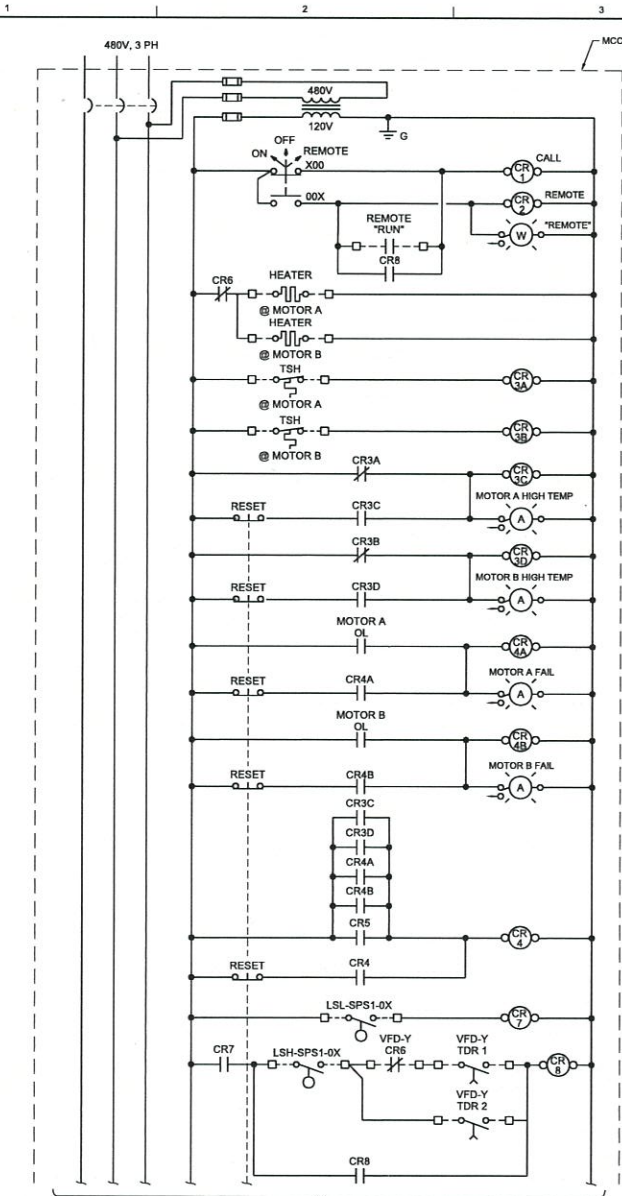 1
2
3
480V, 3 PH
MCC
480V
120V
G
OFF
ON
REMOTE
X00
CR
1
CALL
00X
CR
2
REMOTE
REMOTE
"RUN"
W
"REMOTE"
CR8
CR6
HEATER
@ MOTOR A
HEATER
@ MOTOR B
TSH
@ MOTOR A
CR
3A
TSH
@ MOTOR B
CR
3B
CR3A
CR
3C
MOTOR A HIGH TEMP
RESET
CR3C
A
CR3B
CR
3D
MOTOR B HIGH TEMP
RESET
CR3D
A
MOTOR A
OL
CR
4A
MOTOR A FAIL
RESET
CR4A
A
MOTOR B
OL
CR
4B
MOTOR B FAIL
RESET
CR4B
A
CR3C
CR3D
CR4A
CR4B
CR5
CR
4
RESET
CR4
LSL-SPS1-0X
CR
7
CR7
LSH-SPS1-0X
VFD-Y
CR6
VFD-Y
TDR 1
CR
8
VFD-Y
TDR 2
CR8